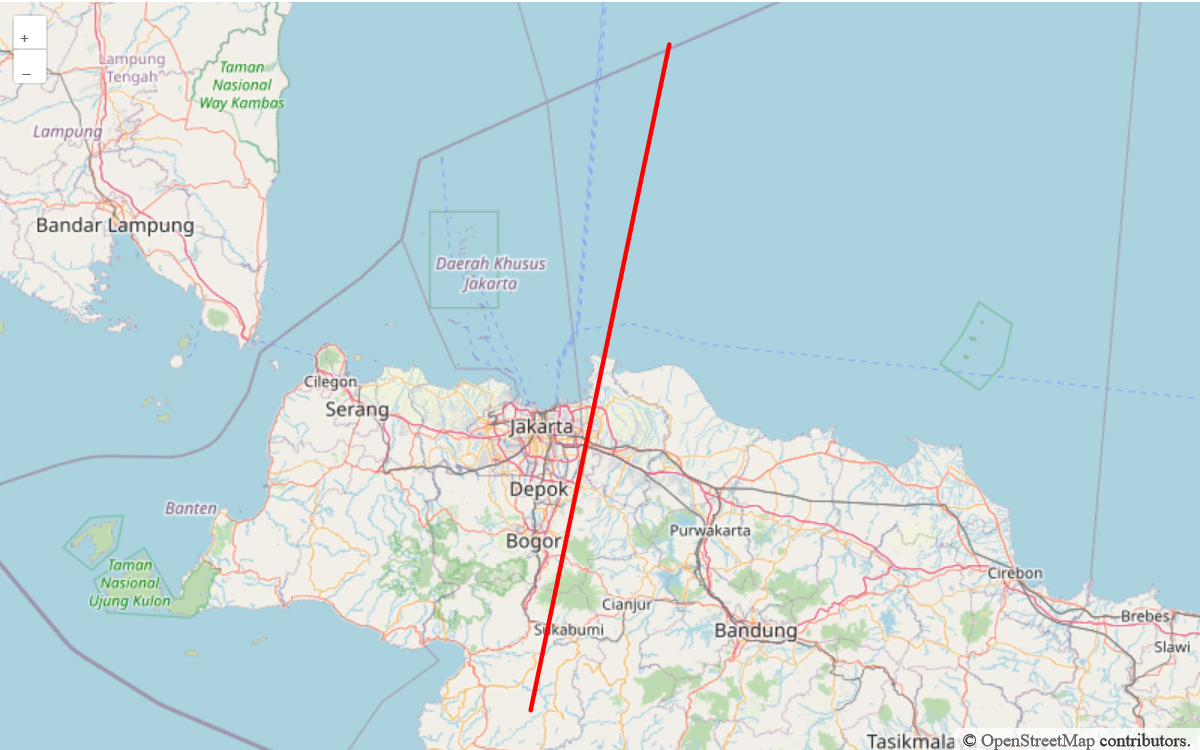 +
–
Lampung
Tengah
Taman
Nasional
Way Kambas
Lampung
Bandar Lampung
Daerah Khusus
Jakarta
Cilegon
Serang
Jakarta
Depok
Banten
Purwakarta
Bogor
Taman
Nasional
Ujung Kulon
Cirebon
Cianjur
Brebes
Sukabumi
Bandung
Slawi
Tasikmala
© OpenStreetMap contributors.